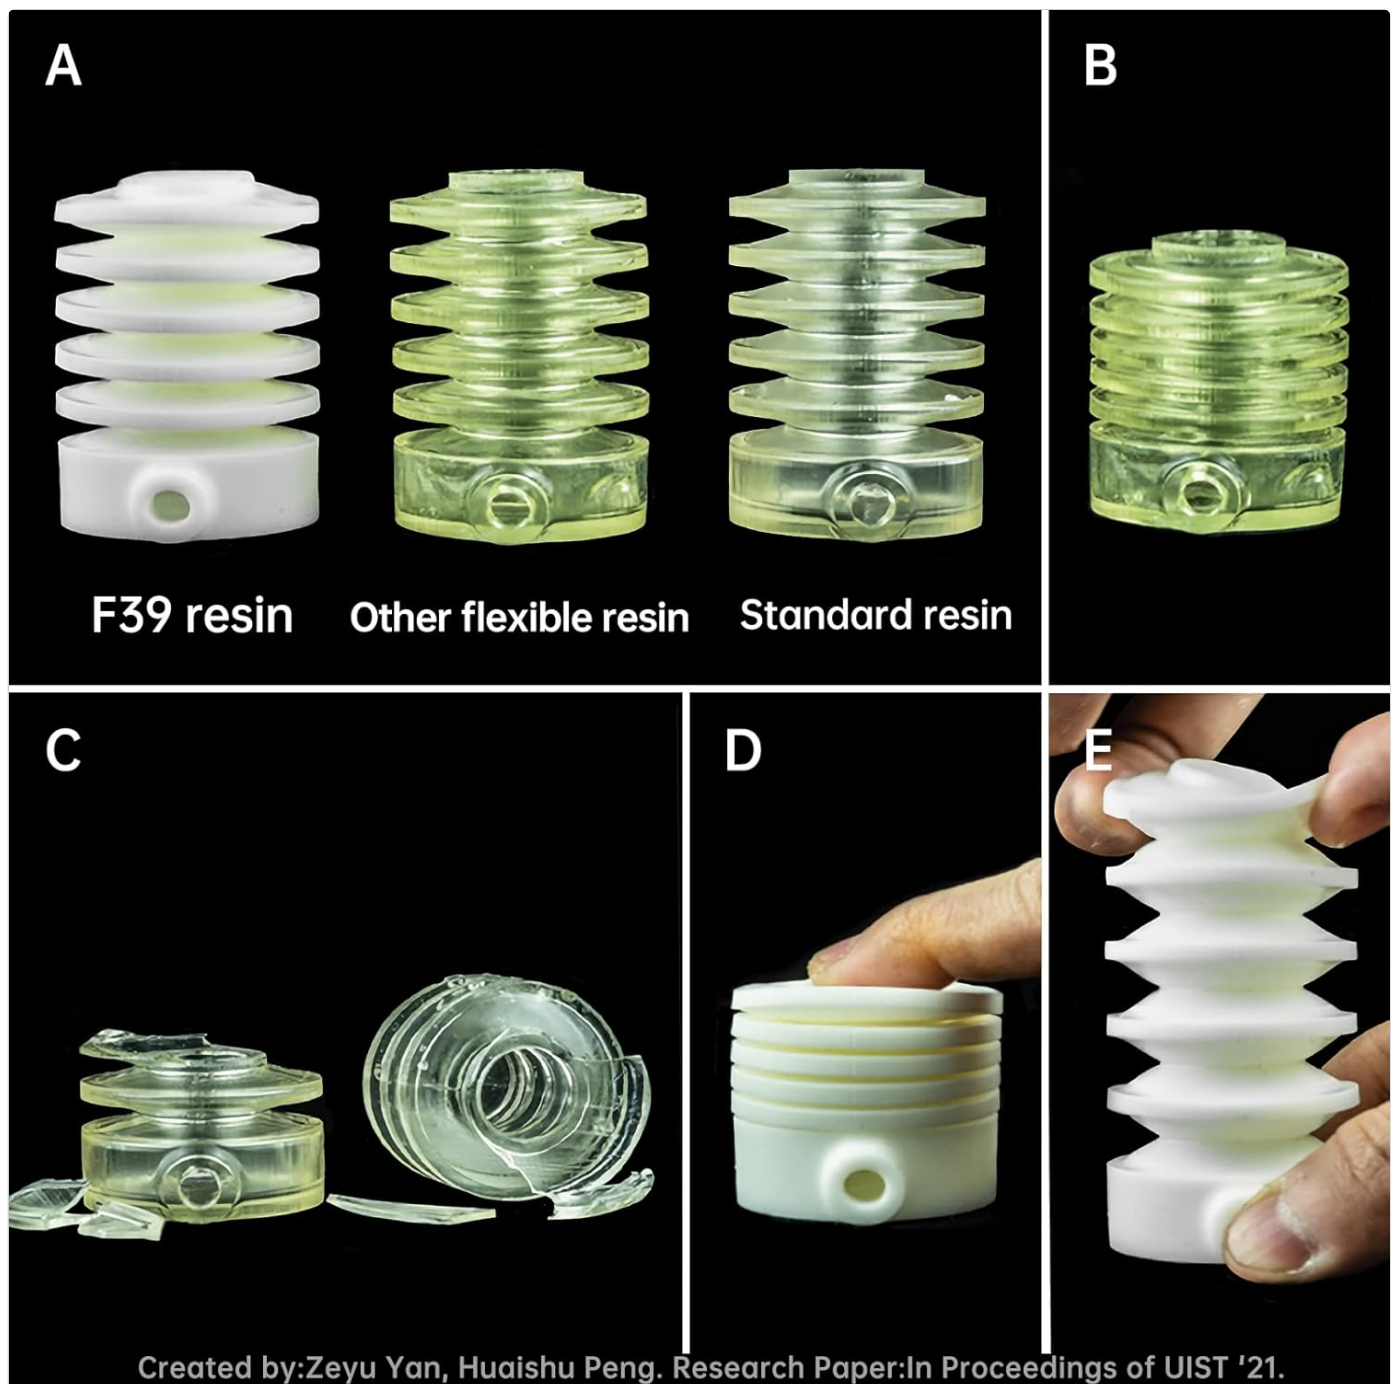 A
B
F39 resin
Other flexible resin
Standard resin
C
D
E
Created by:Zeyu Yan, Huaishu Peng. Research Paper:In Proceedings of UIST '21.